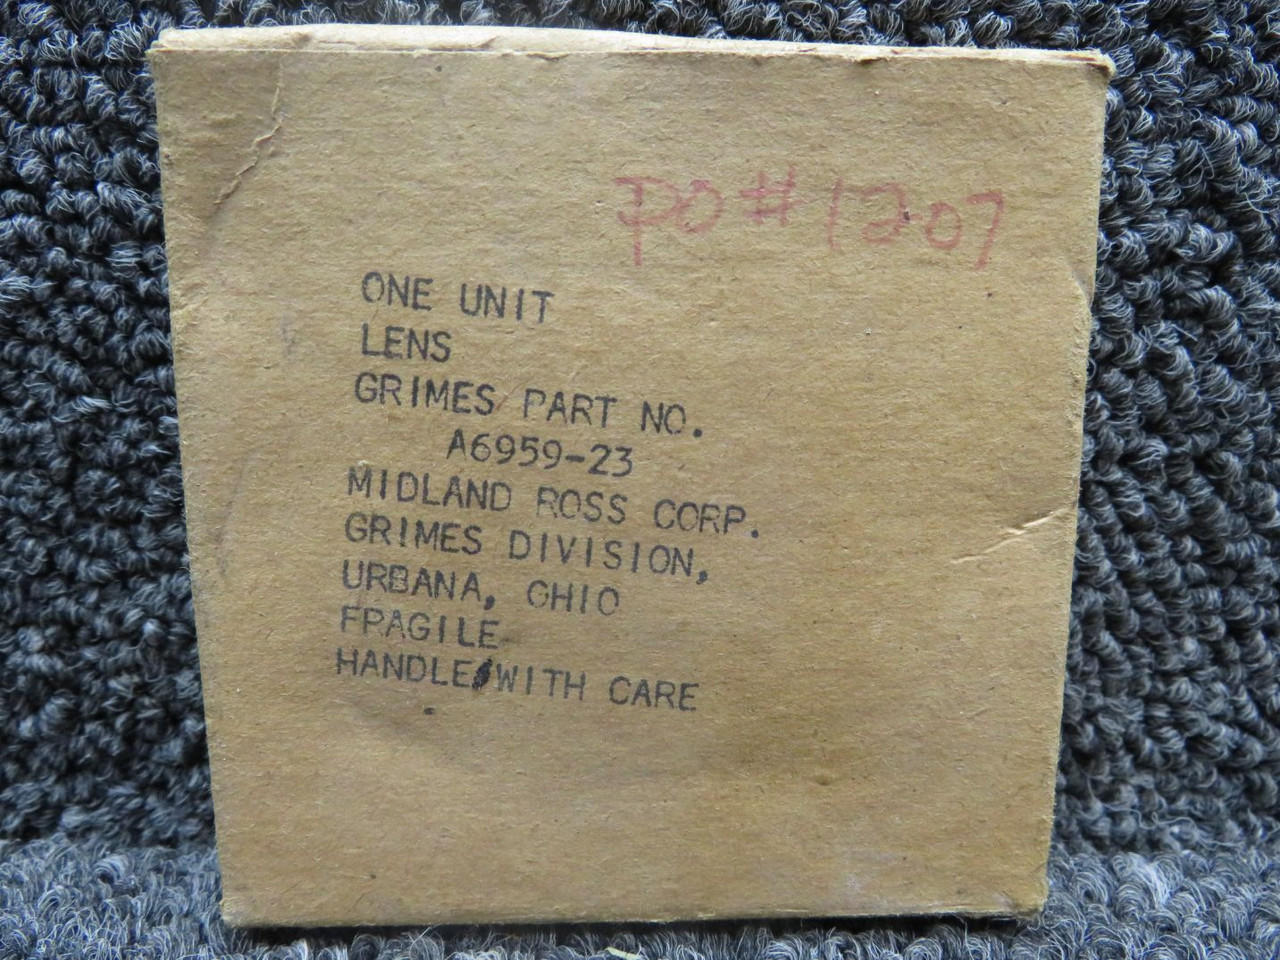 PO# 1207
ONE UNIT
LENS
GRIMES PART NO.
A6959-23
MIDLAND ROSS CORP.
GRIMES DIVISION,
URBANA, OHIO
FRAGILE
HANDLE WITH CARE